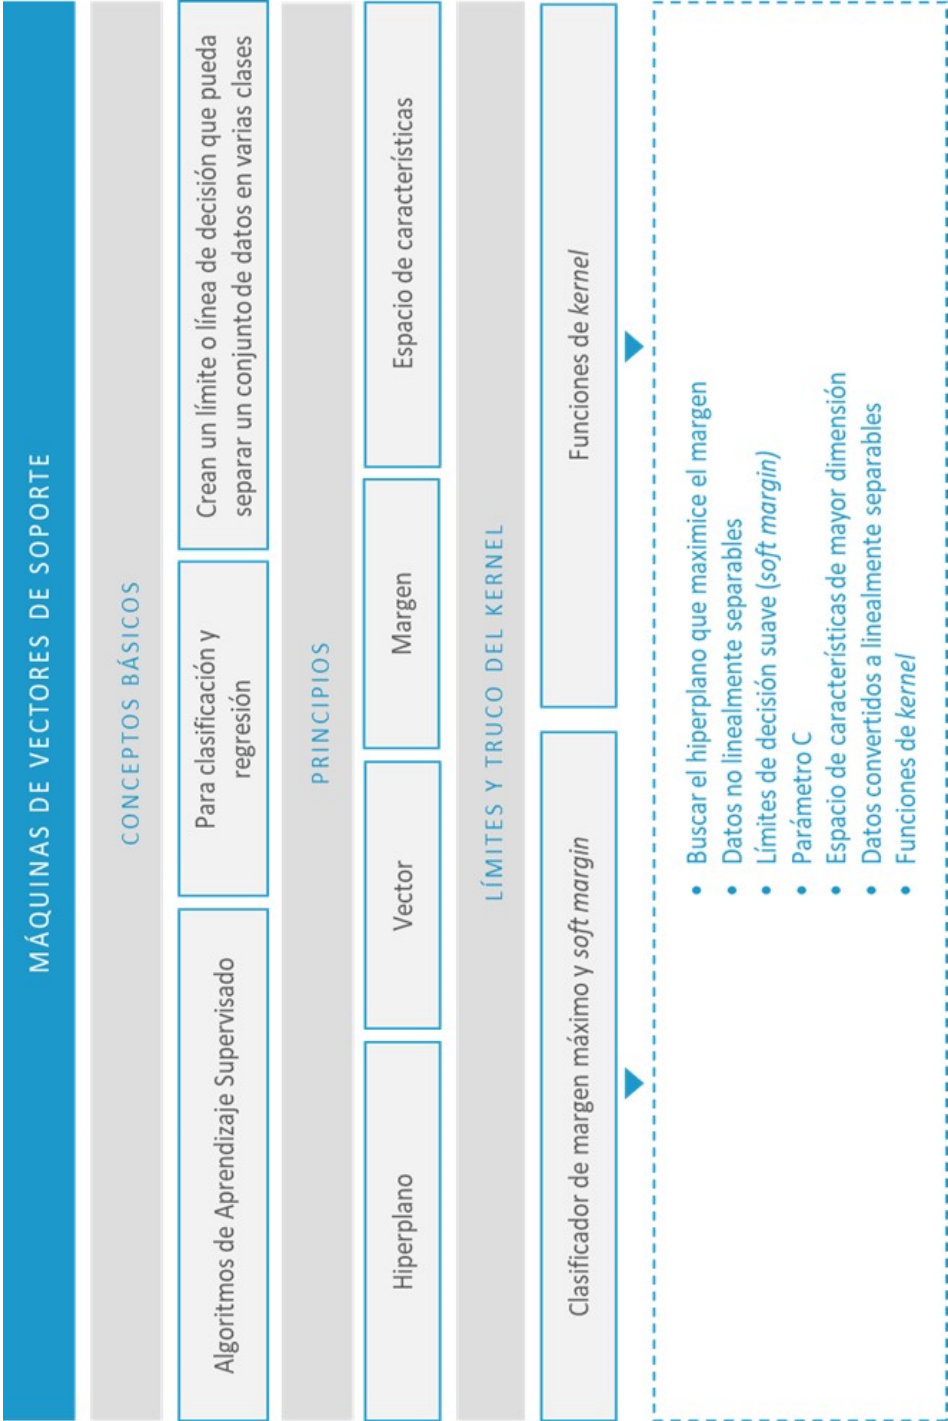 MÁQUINAS DE VECTORES DE SOPORTE
CONCEPTOS BÁSICOS
Algoritmos de Aprendizaje Supervisado
Para clasificación y
regresión
Crean un límite o línea de decisión que pueda
separar un conjunto de datos en varias clases
PRINCIPIOS
Hiperplano
Vector
Margen
Espacio de características
LÍMITES Y TRUCO DEL KERNEL
Clasificador de margen máximo y soft margin
Funciones de kernel
• Buscar el hiperplano que maximice el margen
• Datos no linealmente separables
• Límites de decisión suave (soft margin)
• Parámetro C
• Espacio de características de mayor dimensión
• Datos convertidos a linealmente separables
• Funciones de kernel